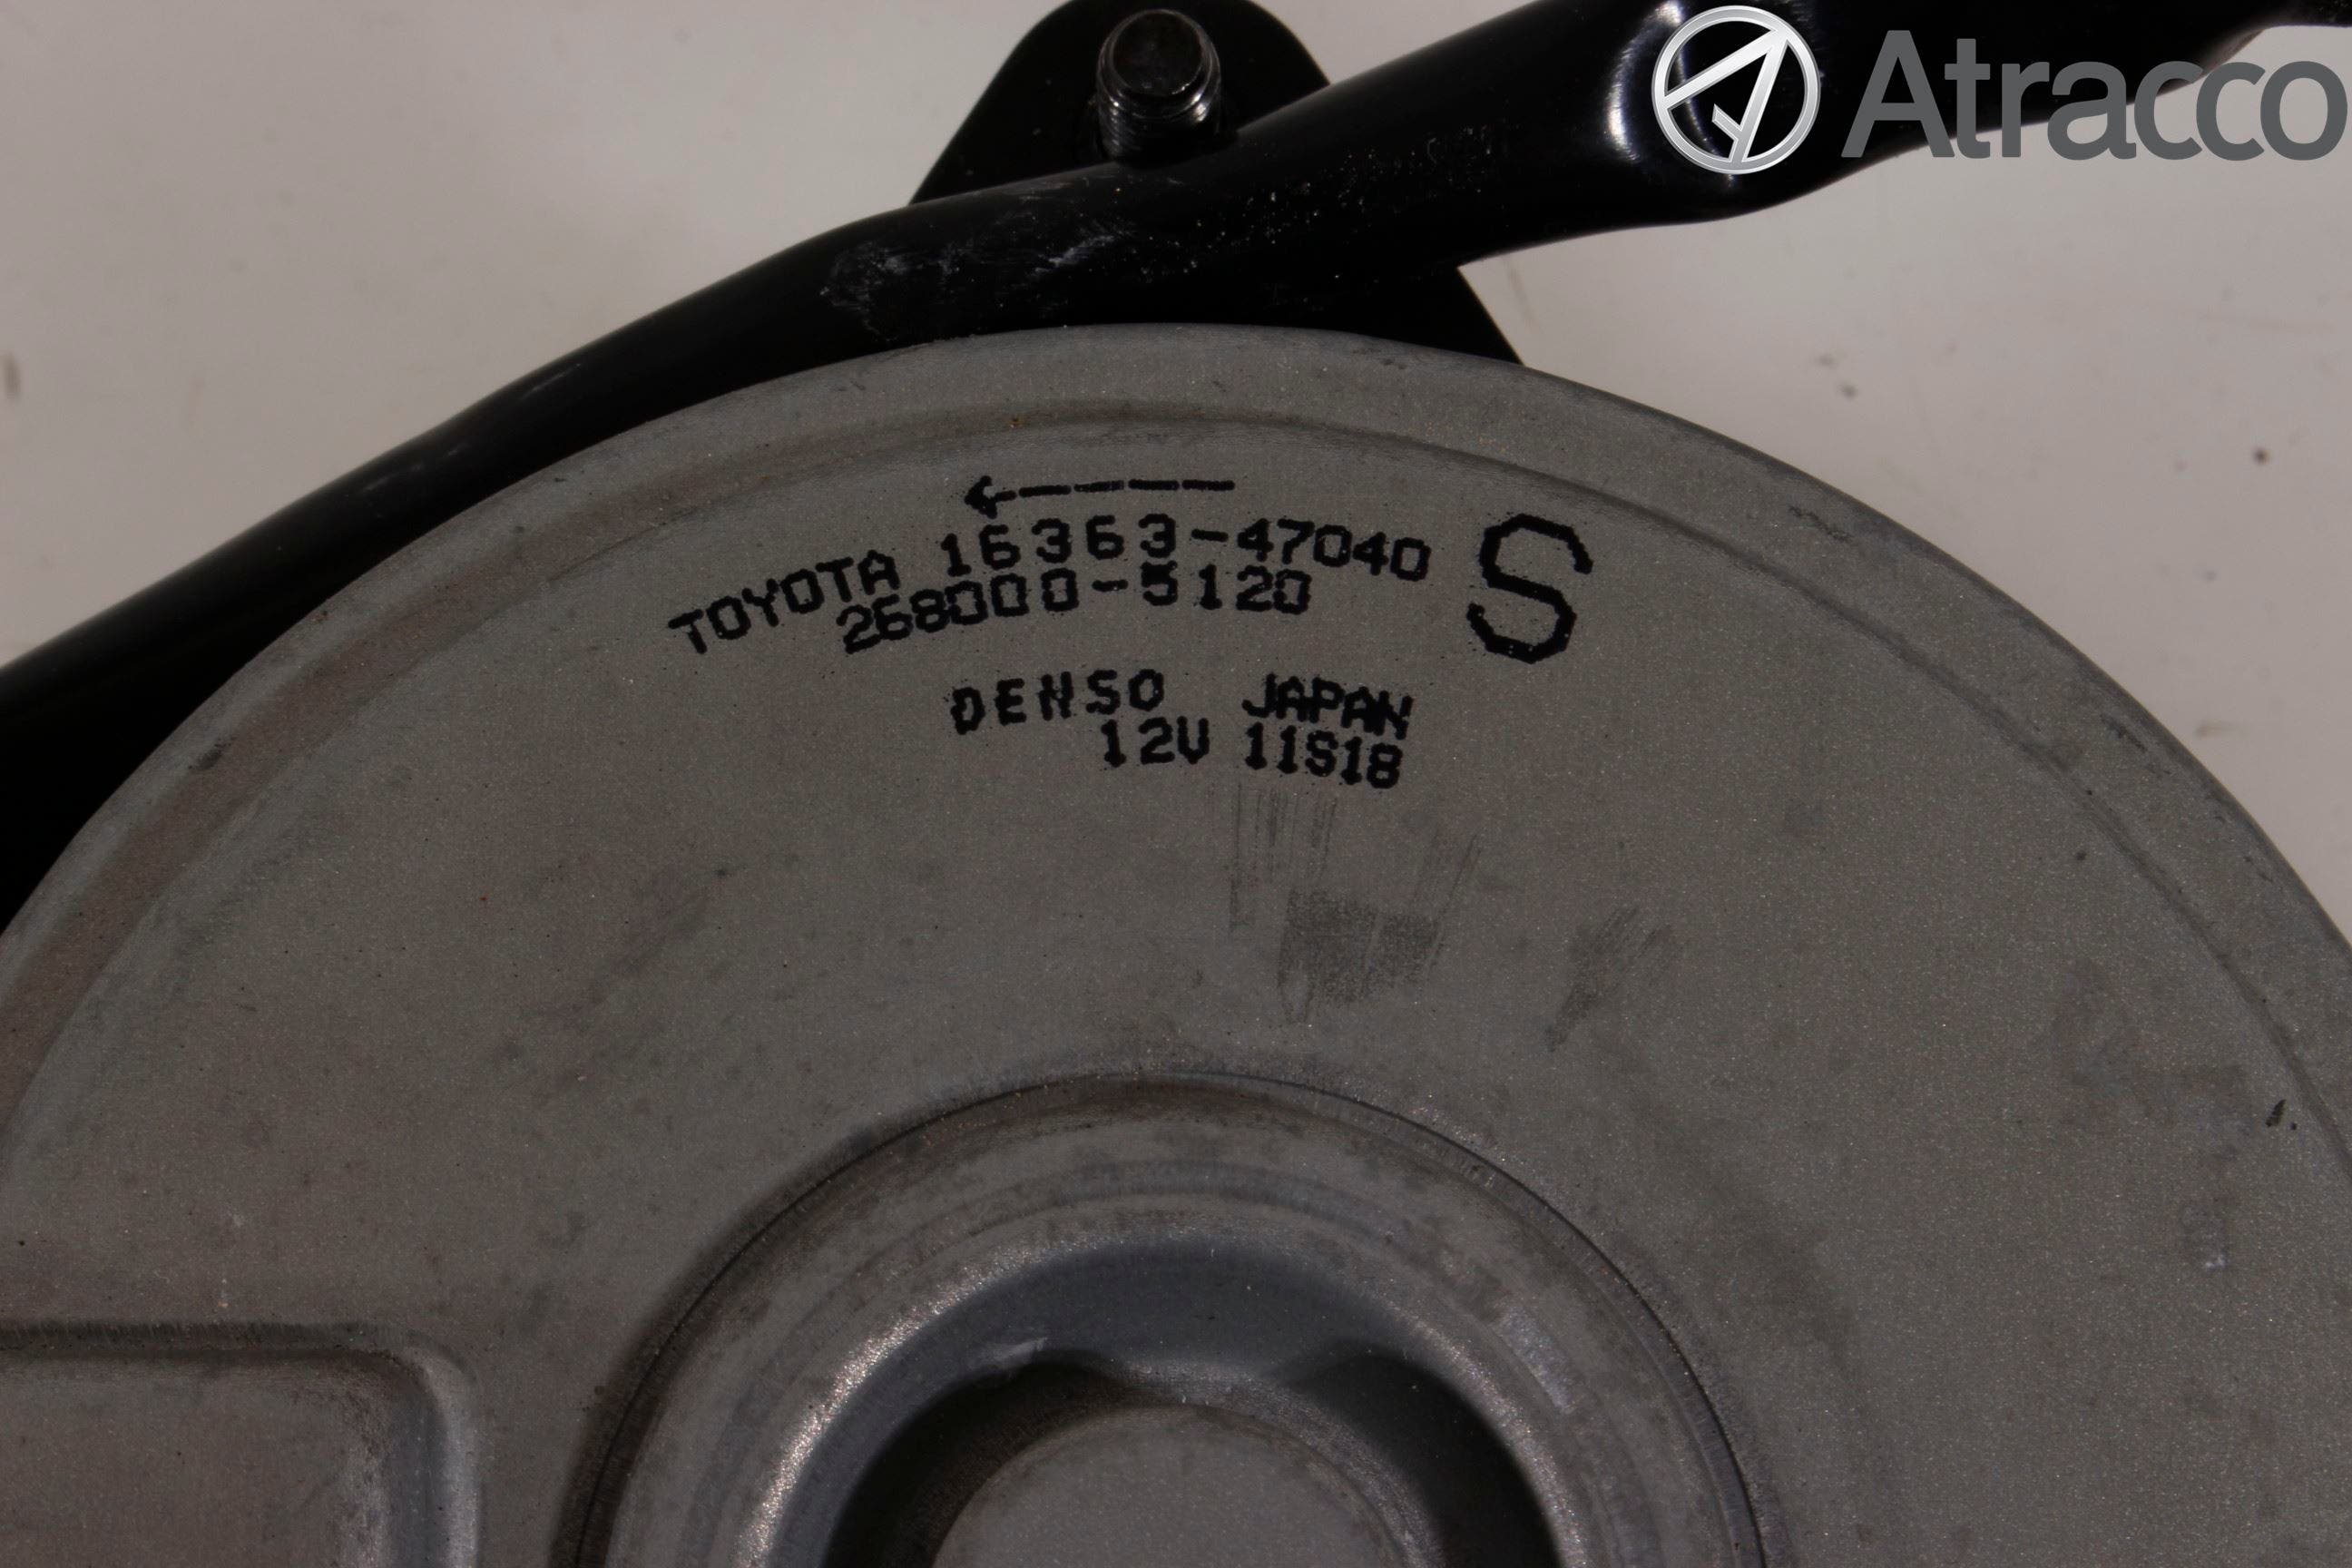 Atracco
TOYOTA 16363-47040 S
268000-5120
DENSO JAPAN
12V 11S18